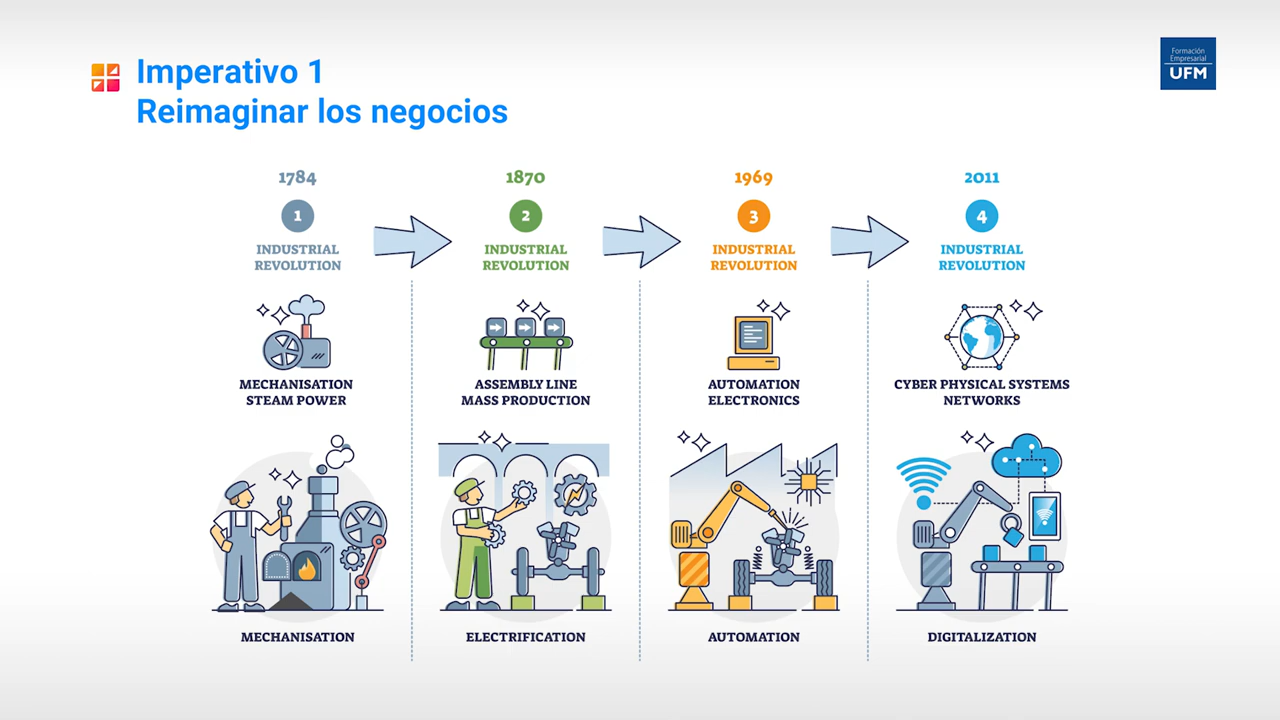 Imperativo 1
Reimaginar los negocios
Formación
Empresarial
UFM
1784
1
INDUSTRIAL
REVOLUTION
MECHANISATION
STEAM POWER
MECHANISATION
1870
2
INDUSTRIAL
REVOLUTION
ASSEMBLY LINE
MASS PRODUCTION
ELECTRIFICATION
1969
3
INDUSTRIAL
REVOLUTION
AUTOMATION
ELECTRONICS
AUTOMATION
2011
4
INDUSTRIAL
REVOLUTION
CYBER PHYSICAL SYSTEMS
NETWORKS
DIGITALIZATION